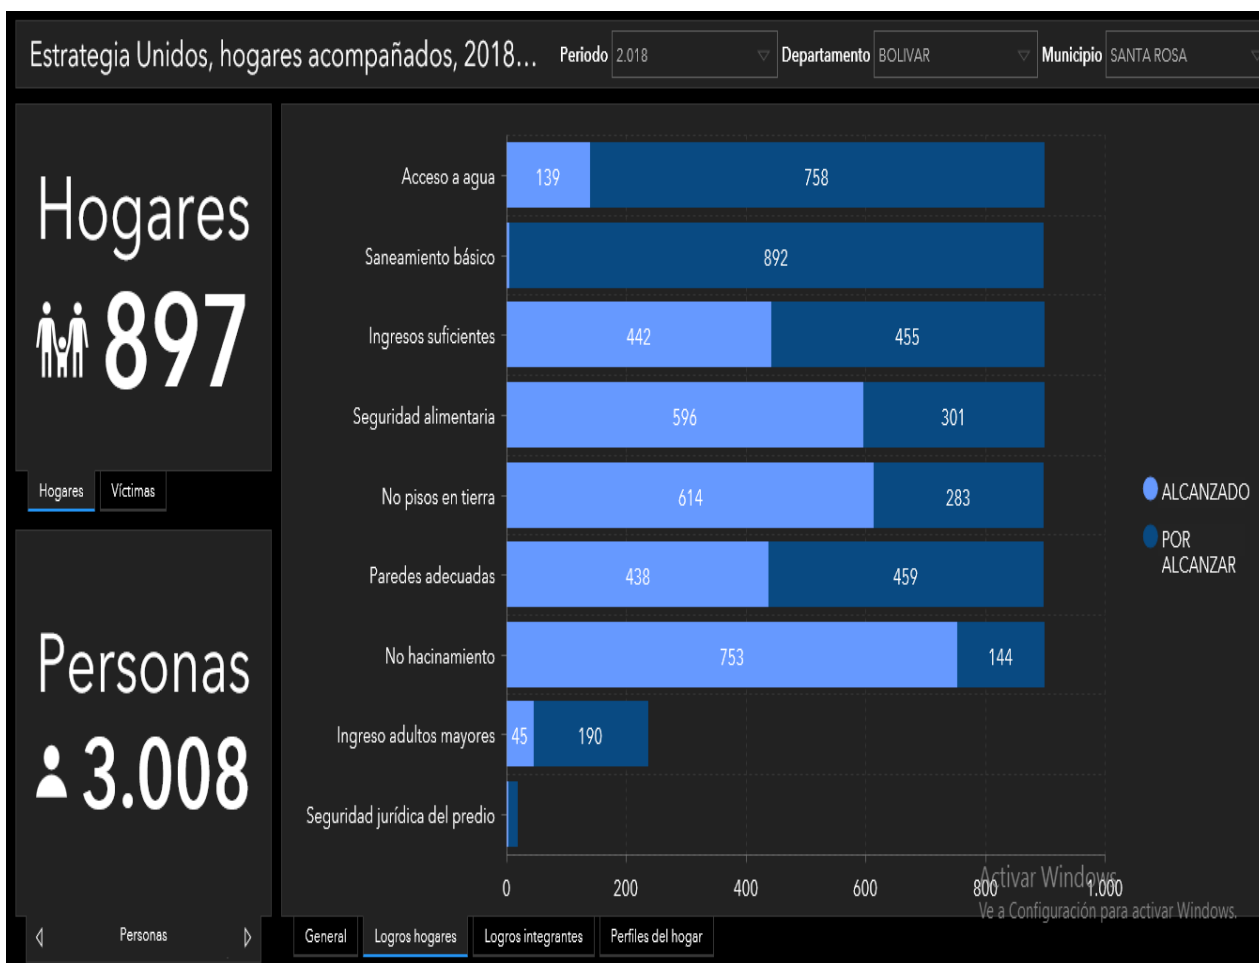 Estrategia Unidos, hogares acompañados, 2018...
Periodo 2.018
Departamento BOLIVAR
Municipio SANTA ROSA
Hogares
897
Hogares Víctimas
Personas
3.008
Personas
Acceso a agua 139 758
Saneamiento básico 892
Ingresos suficientes 442 455
Seguridad alimentaria 596 301
No pisos en tierra 614 283
Paredes adecuadas 438 459
No hacinamiento 753 144
Ingreso adultos mayores 45 190
Seguridad jurídica del predio
0 200 400 600 800 1.000
ALCANZADO
POR
ALCANZAR
Activar Windows
Ve a Configuración para activar Windows.
General Logros hogares Logros integrantes Perfiles del hogar